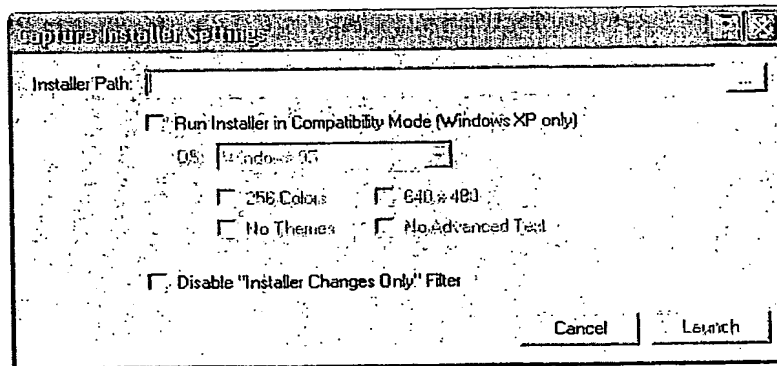 Capture Installer Settings
Installer Path: ...
Run Installer in Compatibility Mode (Windows XP only)
OS: Windows 95
256 Colors 640 x 480
No Themes No Advanced Text
Disable "Installer Changes Only" Filter
Cancel Launch